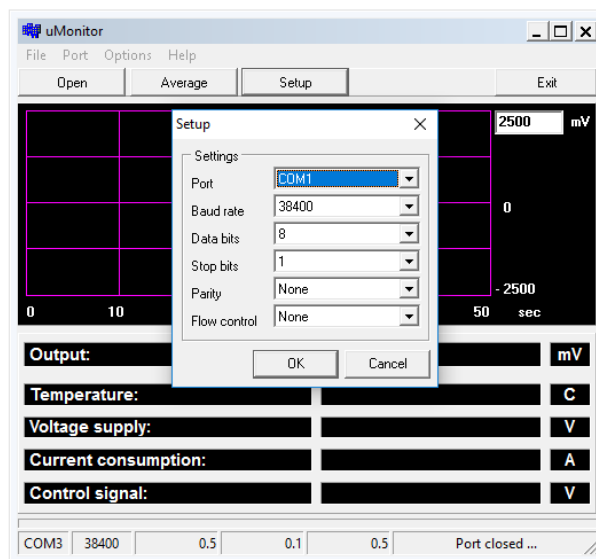 uMonitor
File Port Options Help
Open Average Setup Exit
Setup
Settings
Port COM1
Baud rate 38400
Data bits 8
Stop bits 1
Parity None
Flow control None
OK Cancel
2500 mV
0
- 2500
0 10 50 sec
Output: mV
Temperature: C
Voltage supply: V
Current consumption: A
Control signal: V
COM3 38400 0.5 0.1 0.5 Port closed ...